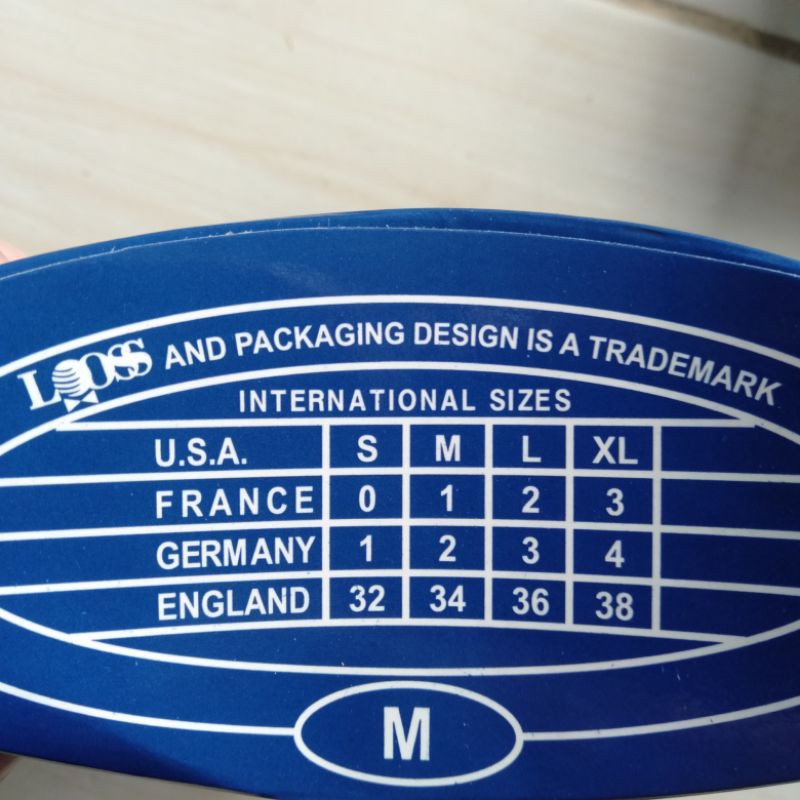 LOOSS AND PACKAGING DESIGN IS A TRADEMARK
INTERNATIONAL SIZES
U.S.A. S M L XL
FRANCE 0 1 2 3
GERMANY 1 2 3 4
ENGLAND 32 34 36 38
M